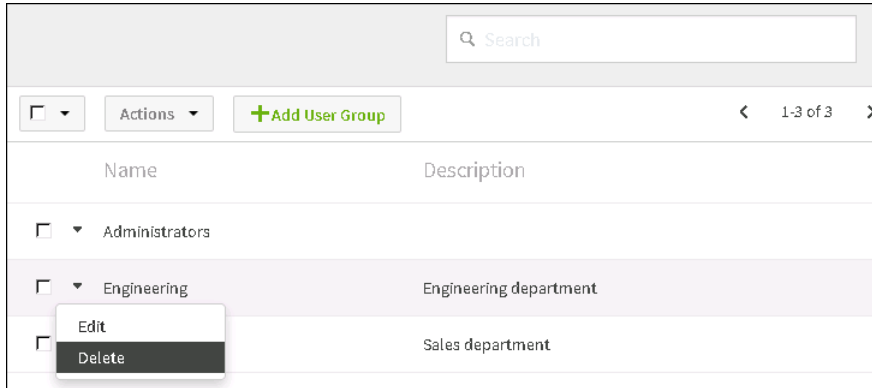 Search
Actions
+Add User Group
1-3 of 3
Name Description
Administrators
Engineering Engineering department
Edit
Sales department
Delete